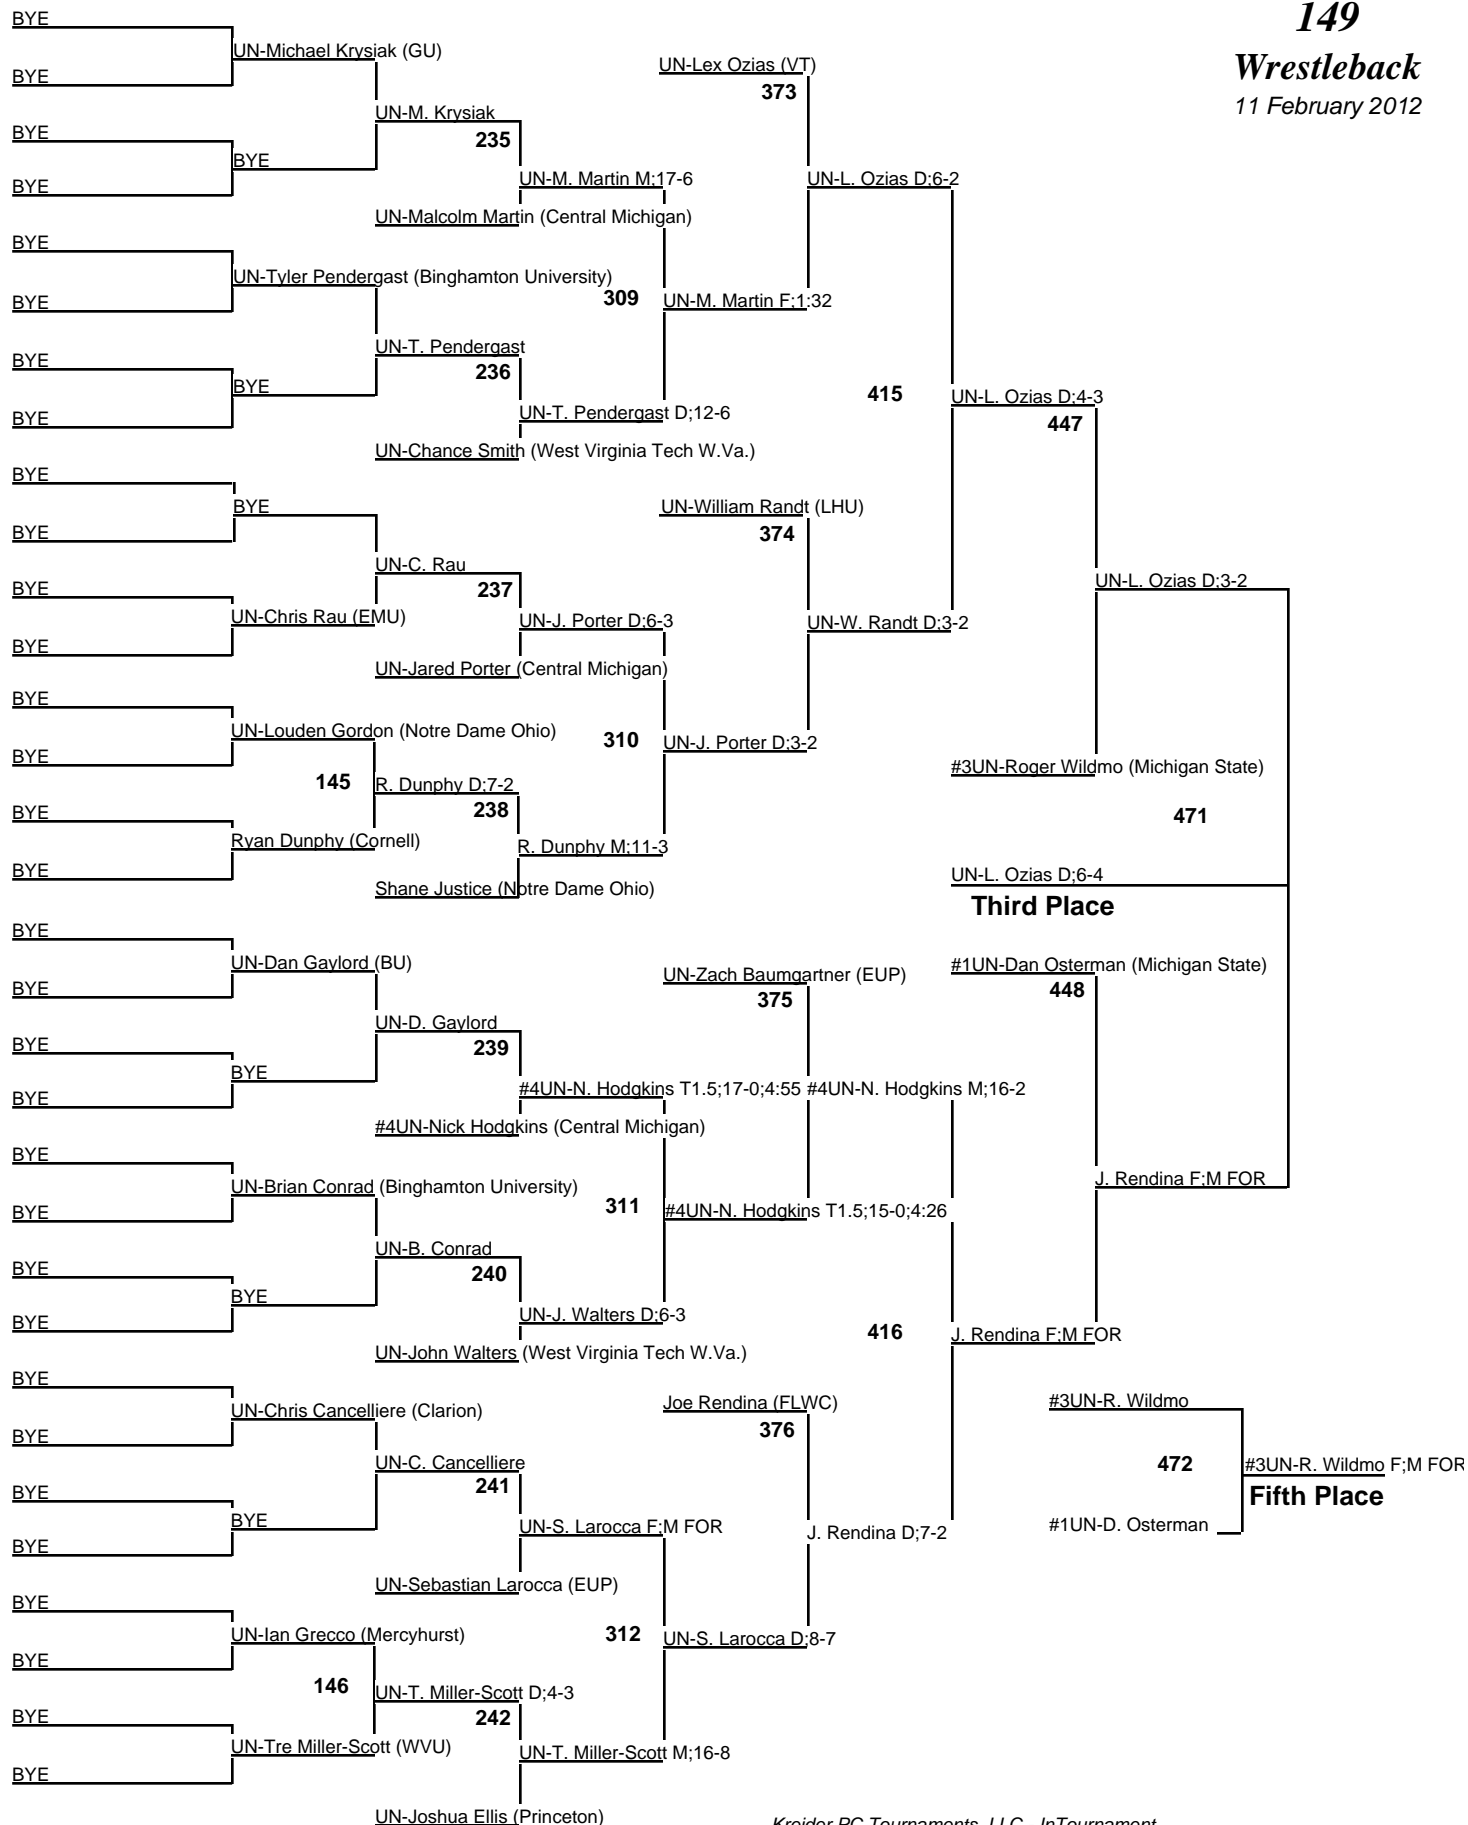 149
Wrestleback
11 February 2012
BYE
UN-Michael Krysiak (GU)
BYE
UN-Lex Ozias (VT)
373
UN-M. Krysiak
235
BYE
BYE
BYE
UN-M. Martin M;17-6
UN-L. Ozias D;6-2
UN-Malcolm Martin (Central Michigan)
BYE
UN-Tyler Pendergast (Binghamton University)
BYE
309
UN-M. Martin F;1:32
UN-T. Pendergast
236
BYE
BYE
415
UN-L. Ozias D;4-3
447
BYE
UN-T. Pendergast D;12-6
UN-Chance Smith (West Virginia Tech W.Va.)
BYE
BYE
UN-William Randt (LHU)
374
BYE
UN-C. Rau
237
BYE
UN-L. Ozias D;3-2
UN-Chris Rau (EMU)
UN-J. Porter D;6-3
UN-W. Randt D;3-2
BYE
UN-Jared Porter (Central Michigan)
BYE
UN-Louden Gordon (Notre Dame Ohio)
310
UN-J. Porter D;3-2
BYE
#3UN-Roger Wildmo (Michigan State)
145
R. Dunphy D;7-2
238
BYE
471
Ryan Dunphy (Cornell)
R. Dunphy M;11-3
BYE
Shane Justice (Notre Dame Ohio)
UN-L. Ozias D;6-4
Third Place
BYE
UN-Dan Gaylord (BU)
UN-Zach Baumgartner (EUP)
375
#1UN-Dan Osterman (Michigan State)
448
BYE
UN-D. Gaylord
239
BYE
BYE
BYE
#4UN-N. Hodgkins T1.5;17-0;4:55
#4UN-N. Hodgkins M;16-2
#4UN-Nick Hodgkins (Central Michigan)
BYE
UN-Brian Conrad (Binghamton University)
J. Rendina F;M FOR
BYE
311
#4UN-N. Hodgkins T1.5;15-0;4:26
UN-B. Conrad
240
BYE
BYE
BYE
UN-J. Walters D;6-3
416
J. Rendina F;M FOR
UN-John Walters (West Virginia Tech W.Va.)
BYE
UN-Chris Cancelliere (Clarion)
Joe Rendina (FLWC)
376
#3UN-R. Wildmo
BYE
UN-C. Cancelliere
241
472
#3UN-R. Wildmo F;M FOR
Fifth Place
BYE
BYE
UN-S. Larocca F;M FOR
J. Rendina D;7-2
#1UN-D. Osterman
BYE
UN-Sebastian Larocca (EUP)
BYE
UN-Ian Grecco (Mercyhurst)
312
UN-S. Larocca D;8-7
BYE
146
UN-T. Miller-Scott D;4-3
242
BYE
UN-Tre Miller-Scott (WVU)
UN-T. Miller-Scott M;16-8
BYE
UN-Joshua Ellis (Princeton)
Kreider PC Tournaments, LLC - InTournament